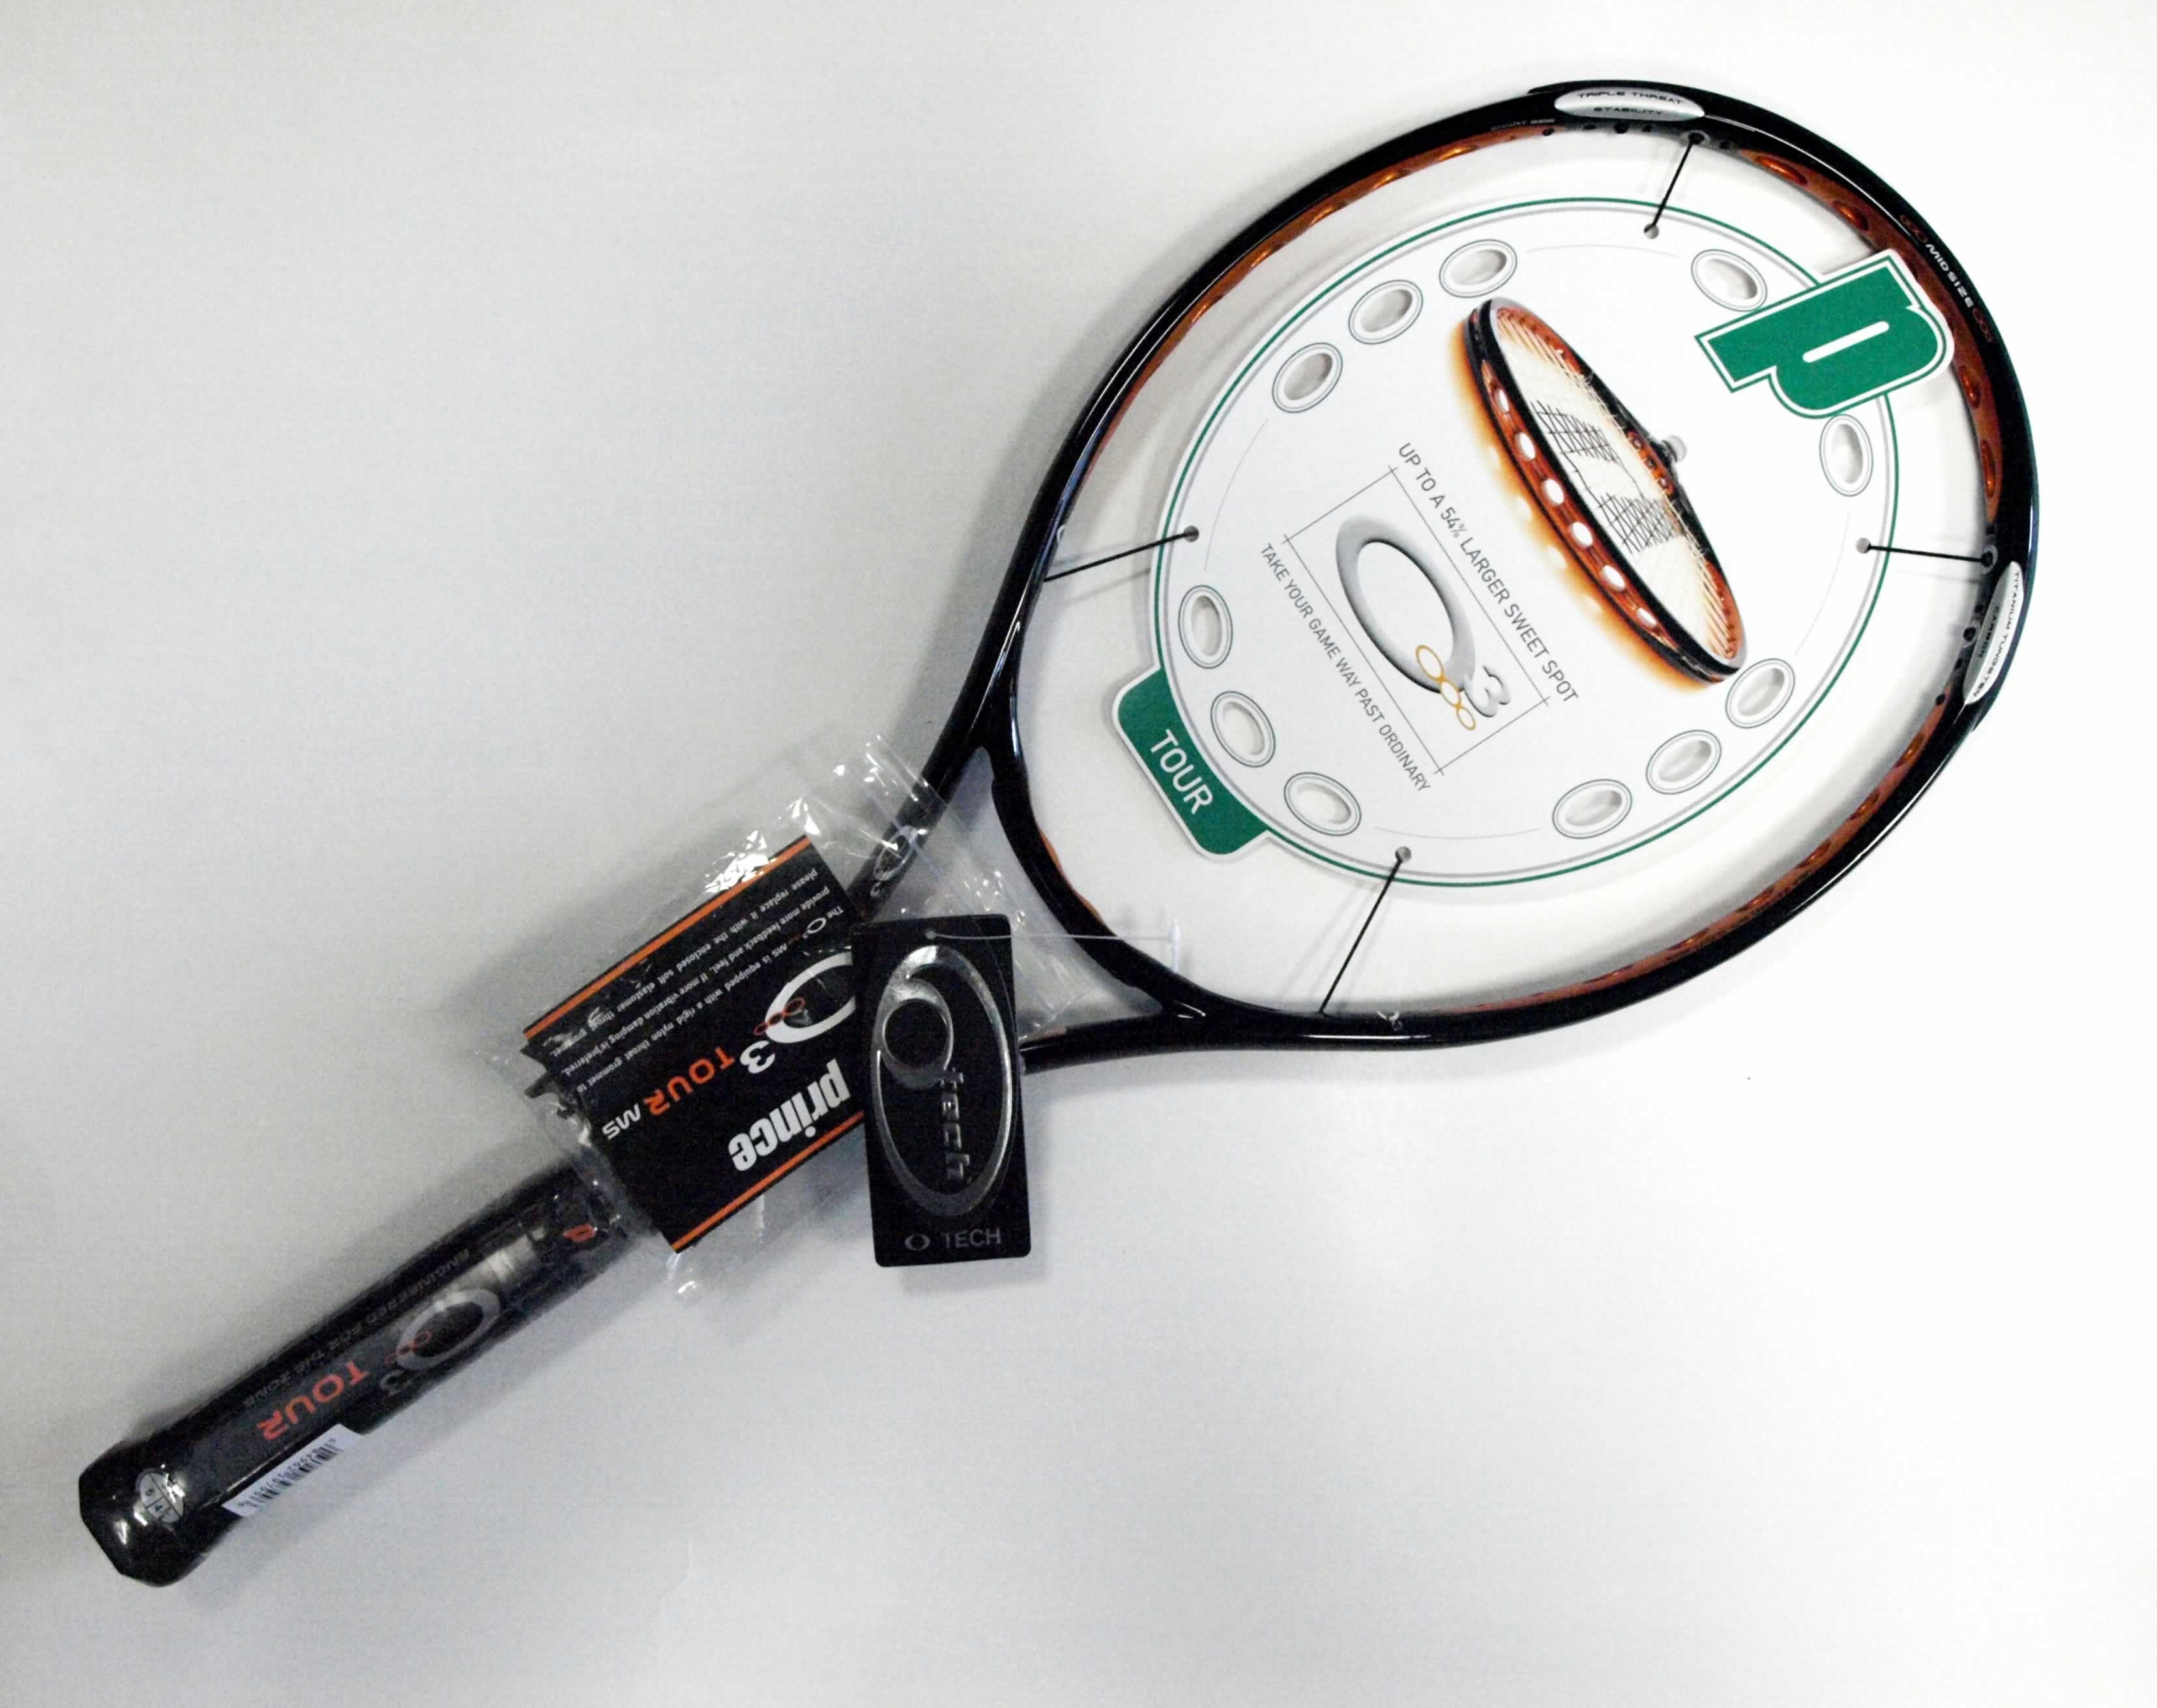 TRIPLE THREAT
STABILITY
MIDSIZE
p
UP TO A 54% LARGER SWEET SPOT
O3
TAKE YOUR GAME WAY PAST ORDINARY
TOUR
TITANIUM TUNGSTEN
CARBON
prince
O3 TOUR MS
The O3 MS is equipped with a rigid nylon throat grommet to
provide more feedback and feel. If more vibration damping is preferred,
please replace it with the enclosed soft elastomer throat grommet.
O tech
O TECH
p
ENGINEERED FOR THE ZONE
O3 TOUR